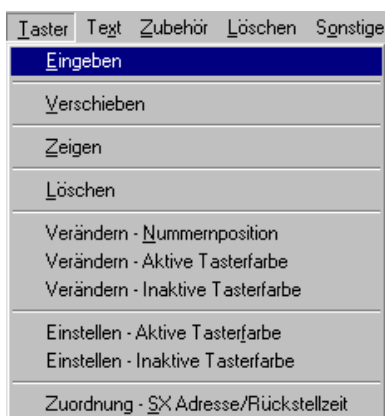 Taster Text Zubehör Löschen Sonstige
Eingeben
Verschieben
Zeigen
Löschen
Verändern - Nummernposition
Verändern - Aktive Tasterfarbe
Verändern - Inaktive Tasterfarbe
Einstellen - Aktive Tasterfarbe
Einstellen - Inaktive Tasterfarbe
Zuordnung - SX Adresse/Rückstellzeit